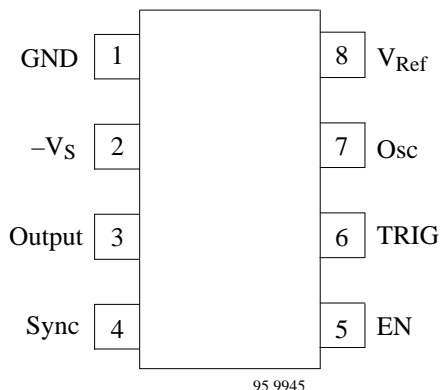 GND 1 8 VRef
–VS 2 7 Osc
Output 3 6 TRIG
Sync 4 5 EN
95 9945